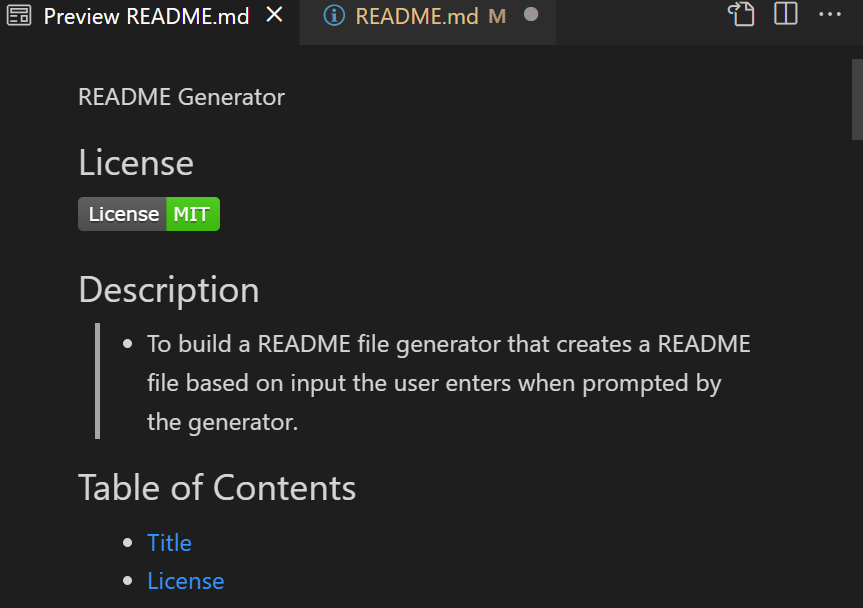 Preview README.md
README.md M
README Generator
License
License MIT
Description
To build a README file generator that creates a README
file based on input the user enters when prompted by
the generator.
Table of Contents
Title
License